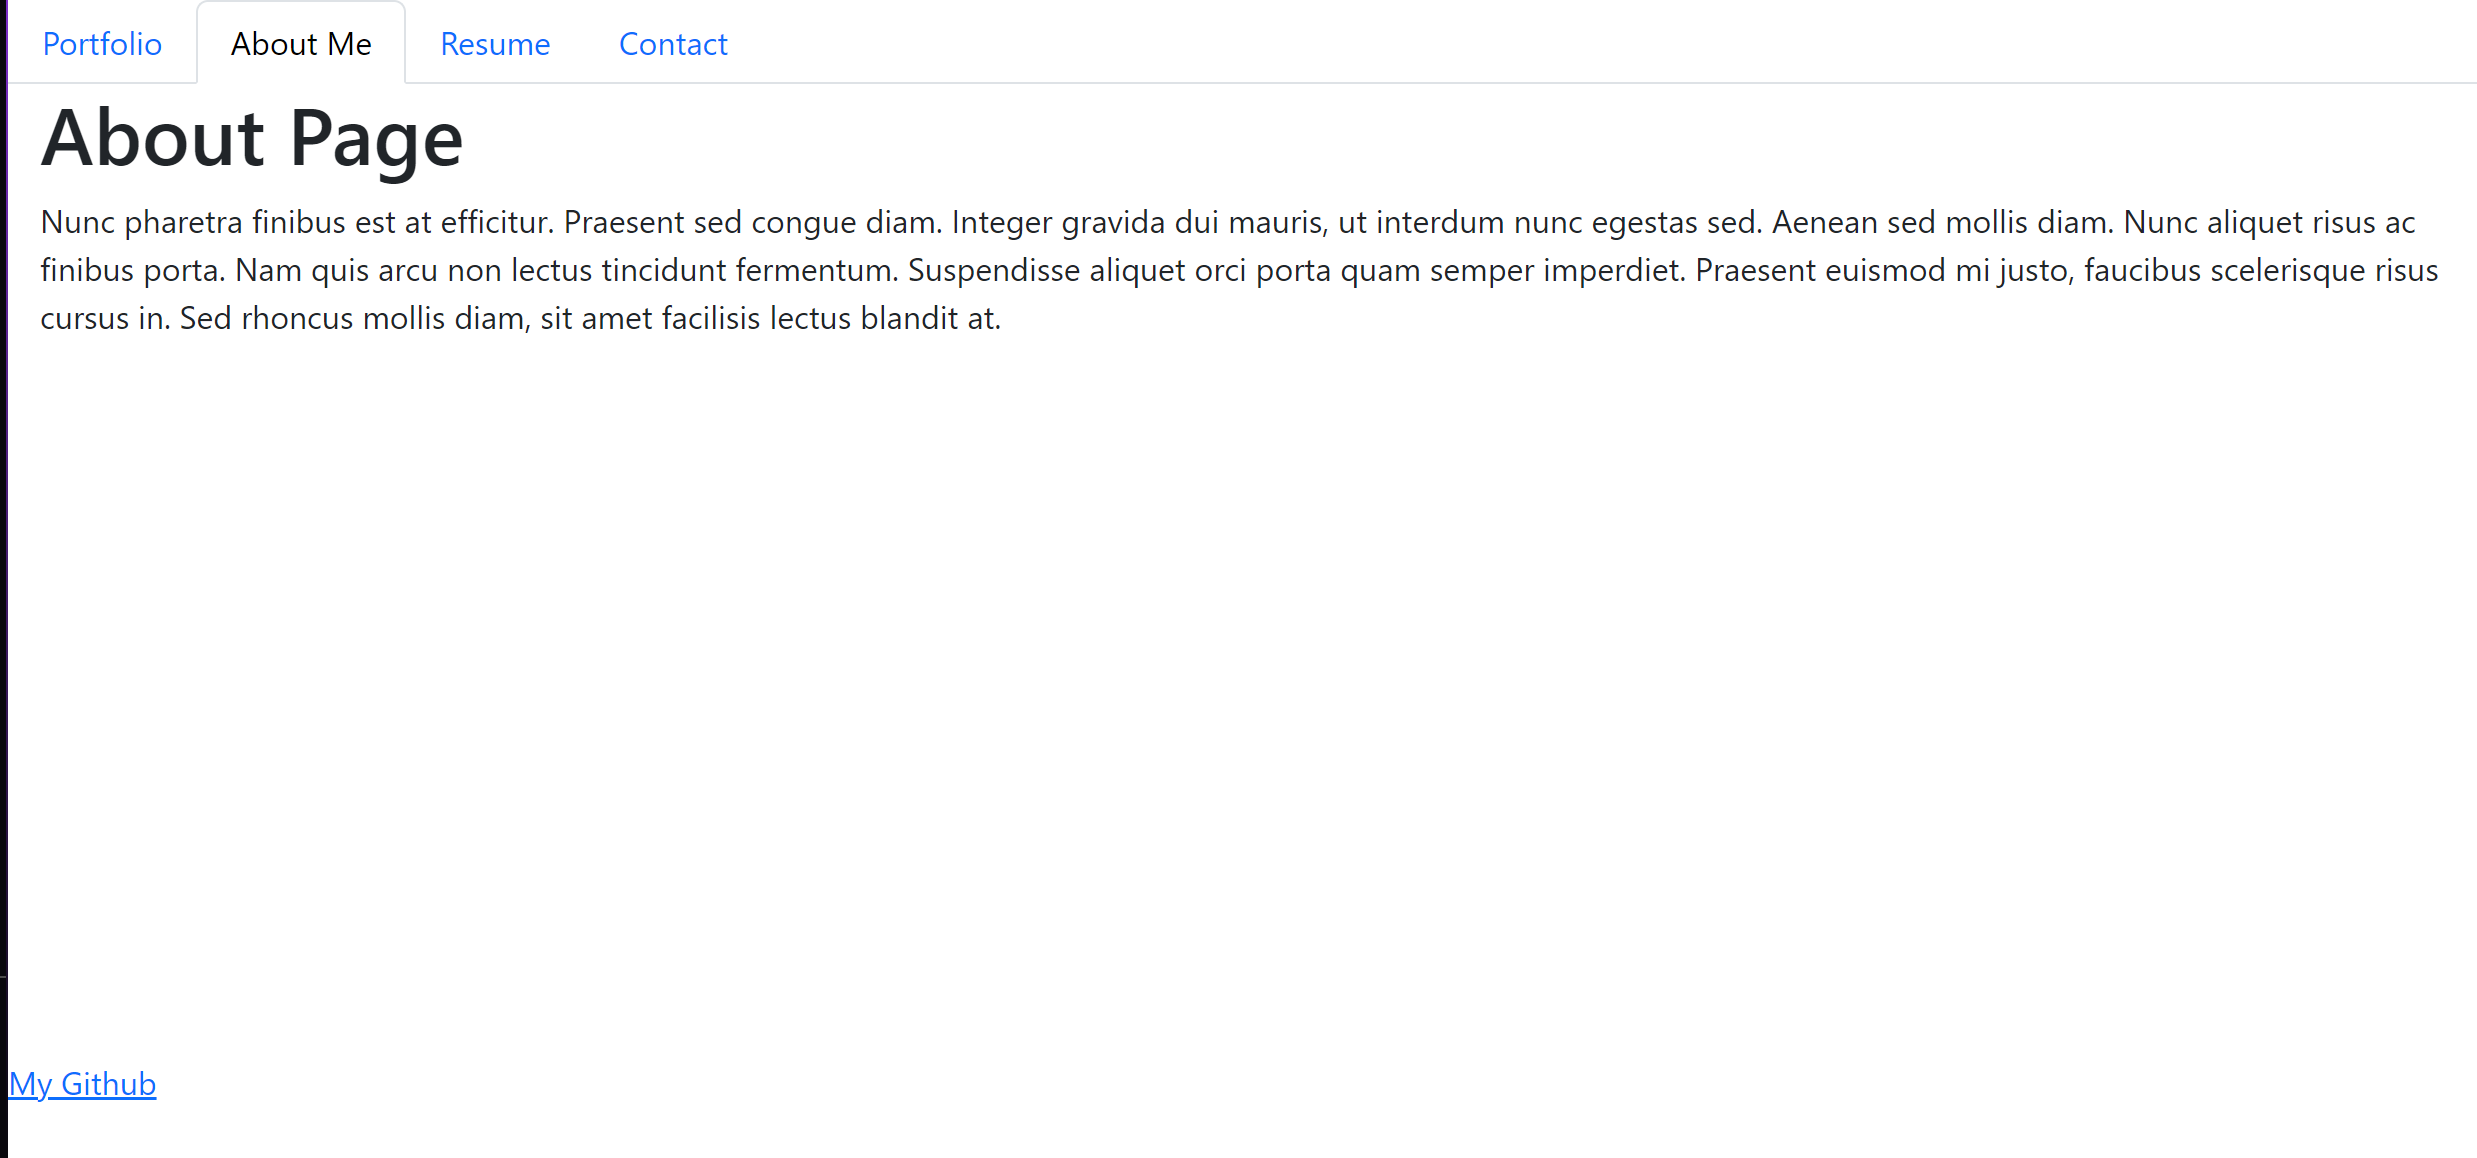 Portfolio About Me Resume Contact
About Page
Nunc pharetra finibus est at efficitur. Praesent sed congue diam. Integer gravida dui mauris, ut interdum nunc egestas sed. Aenean sed mollis diam. Nunc aliquet risus ac
finibus porta. Nam quis arcu non lectus tincidunt fermentum. Suspendisse aliquet orci porta quam semper imperdiet. Praesent euismod mi justo, faucibus scelerisque risus
cursus in. Sed rhoncus mollis diam, sit amet facilisis lectus blandit at.
My Github